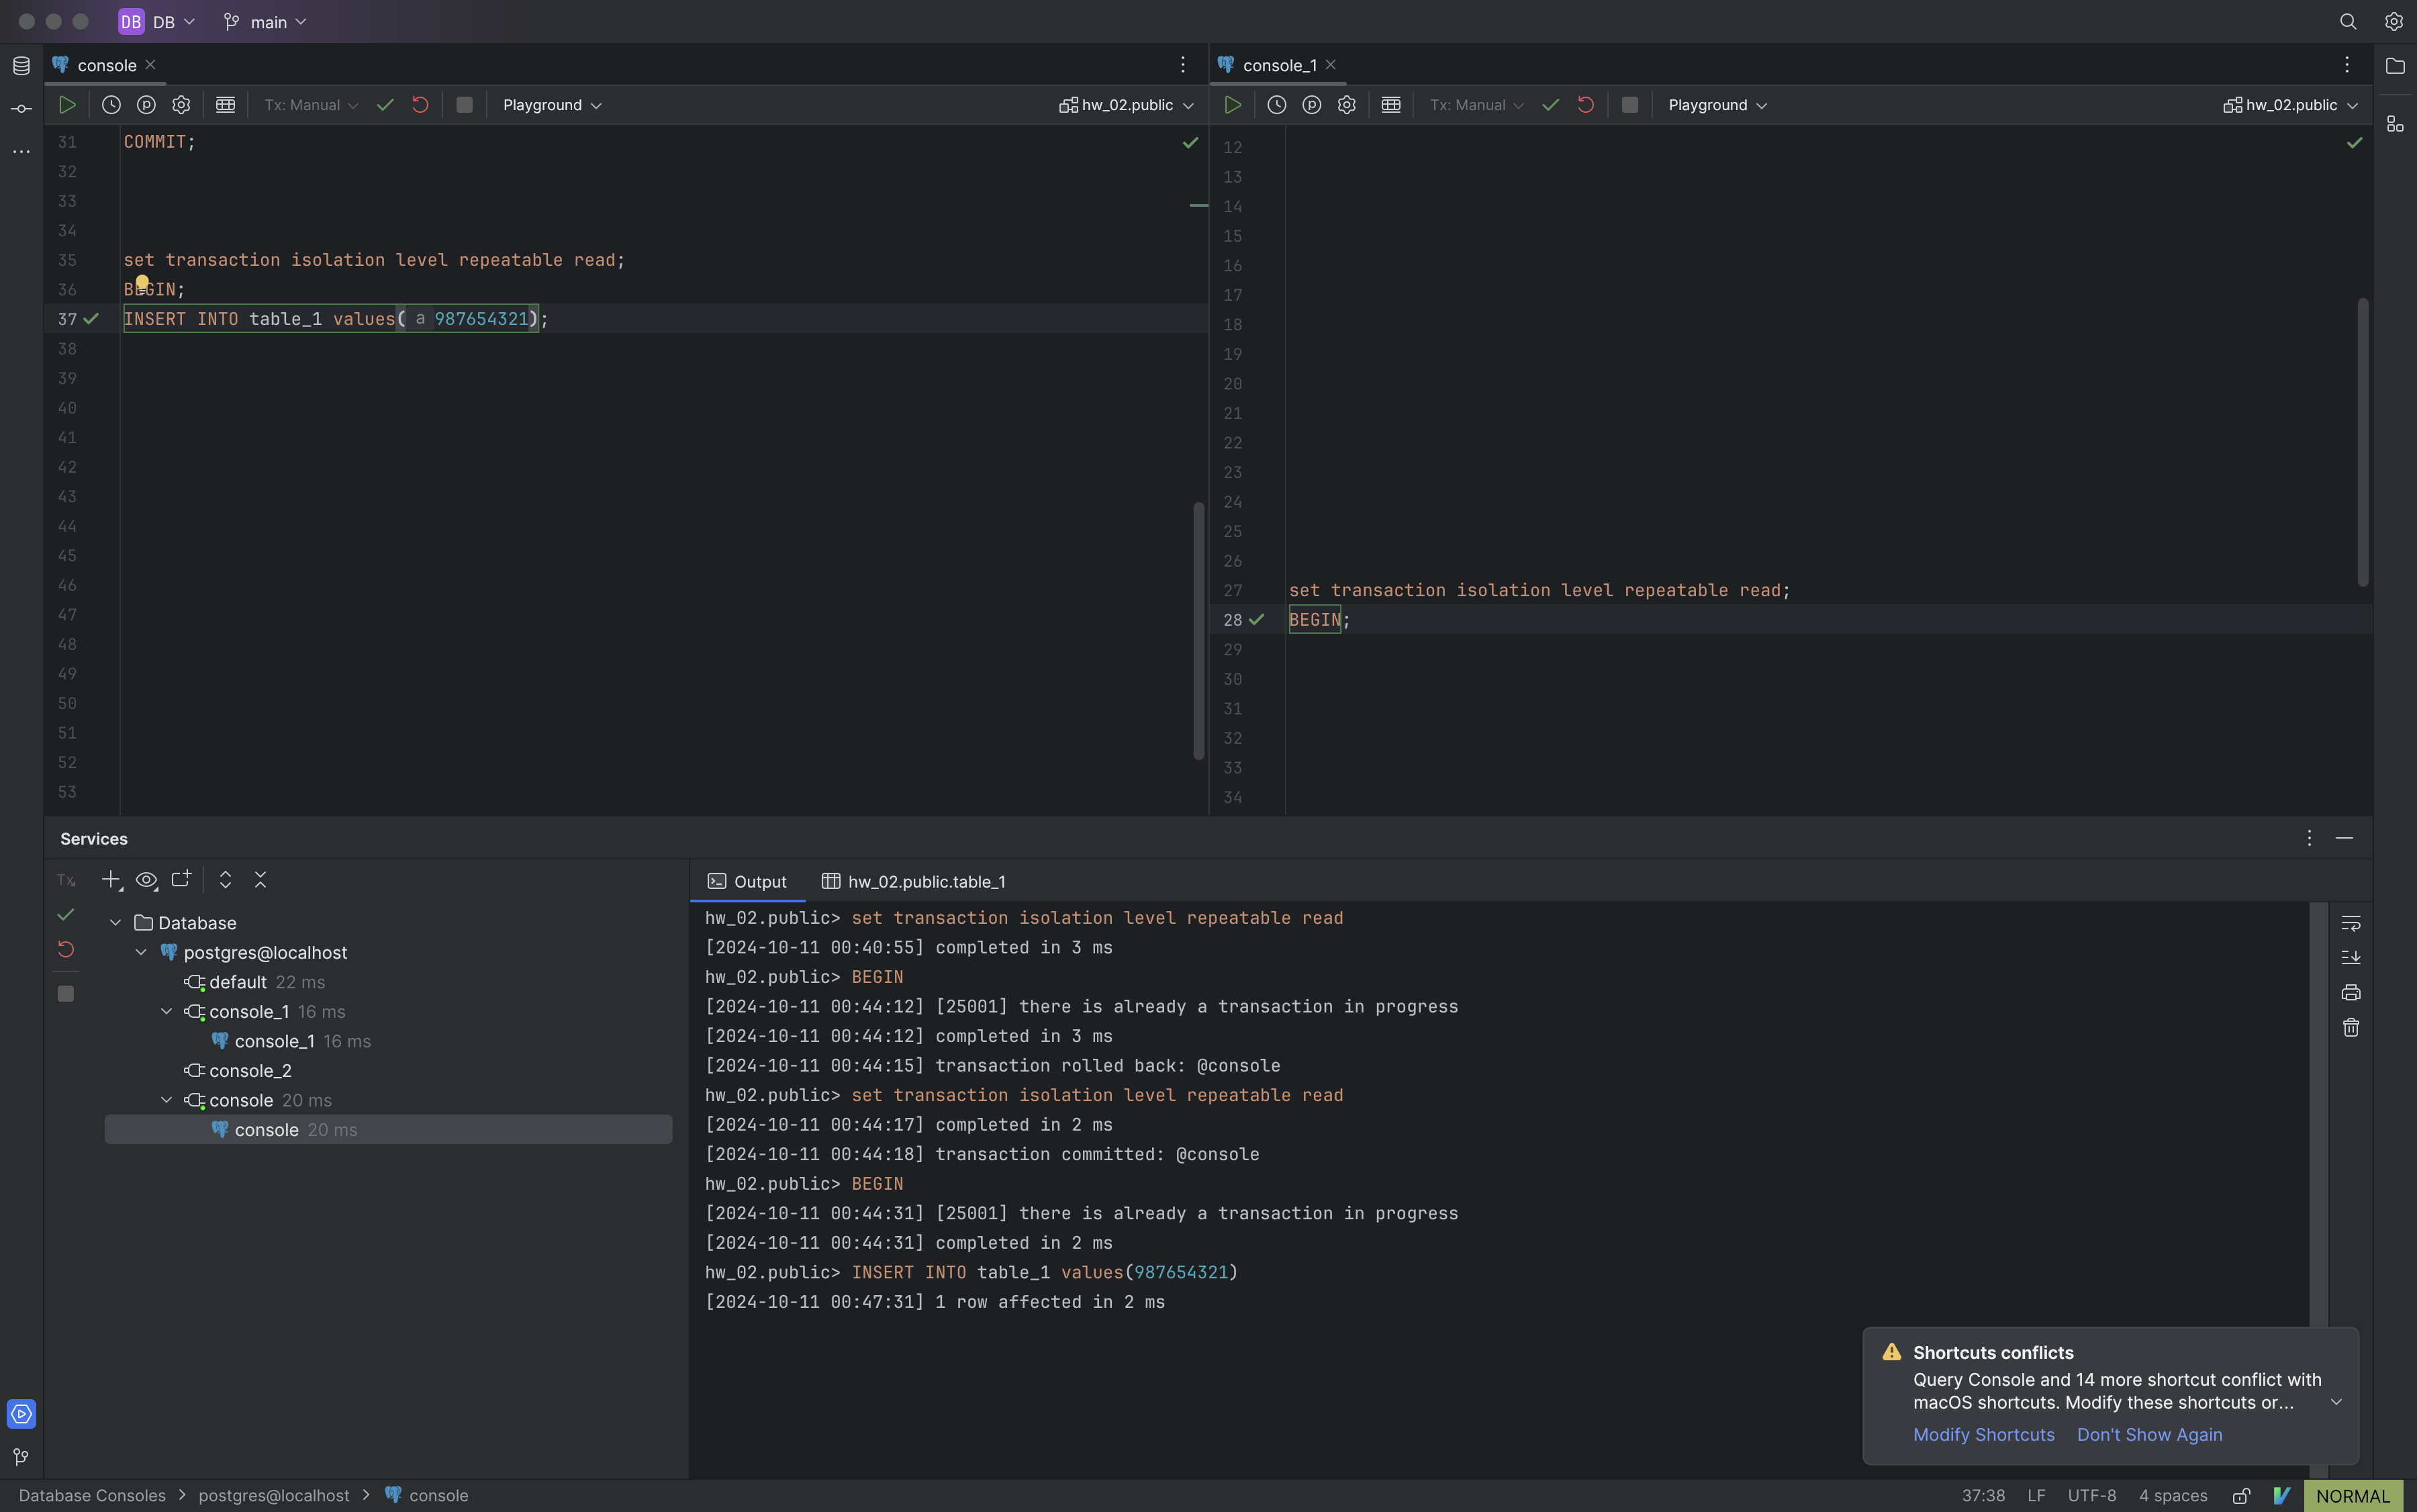 DB DB main
console
Tx: Manual Playground hw_02.public
31 COMMIT;
32
33
34
35 set transaction isolation level repeatable read;
36 BEGIN;
37 INSERT INTO table_1 values( a 987654321);
38
39
40
41
42
43
44
45
46
47
48
49
50
51
52
53
console_1
Tx: Manual Playground hw_02.public
12
13
14
15
16
17
18
19
20
21
22
23
24
25
26
27 set transaction isolation level repeatable read;
28 BEGIN;
29
30
31
32
33
34
Services
Tx
Database
postgres@localhost
default 22 ms
console_1 16 ms
console_1 16 ms
console_2
console 20 ms
console 20 ms
Output hw_02.public.table_1
hw_02.public> set transaction isolation level repeatable read
[2024-10-11 00:40:55] completed in 3 ms
hw_02.public> BEGIN
[2024-10-11 00:44:12] [25001] there is already a transaction in progress
[2024-10-11 00:44:12] completed in 3 ms
[2024-10-11 00:44:15] transaction rolled back: @console
hw_02.public> set transaction isolation level repeatable read
[2024-10-11 00:44:17] completed in 2 ms
[2024-10-11 00:44:18] transaction committed: @console
hw_02.public> BEGIN
[2024-10-11 00:44:31] [25001] there is already a transaction in progress
[2024-10-11 00:44:31] completed in 2 ms
hw_02.public> INSERT INTO table_1 values(987654321)
[2024-10-11 00:47:31] 1 row affected in 2 ms
Shortcuts conflicts
Query Console and 14 more shortcut conflict with
macOS shortcuts. Modify these shortcuts or...
Modify Shortcuts Don't Show Again
Database Consoles > postgres@localhost > console
37:38 LF UTF-8 4 spaces NORMAL